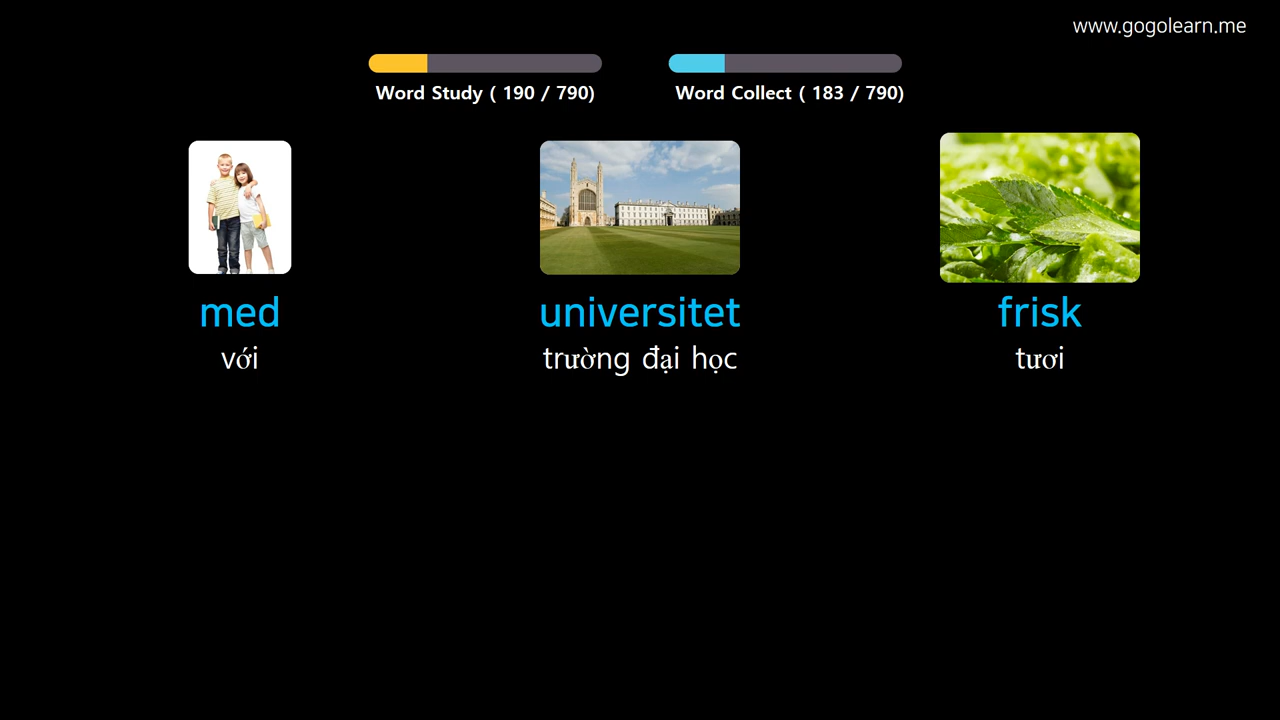 www.gogolearn.me
Word Study ( 190 / 790)
Word Collect ( 183 / 790)
med
universitet
frisk
với
trường đại học
tươi